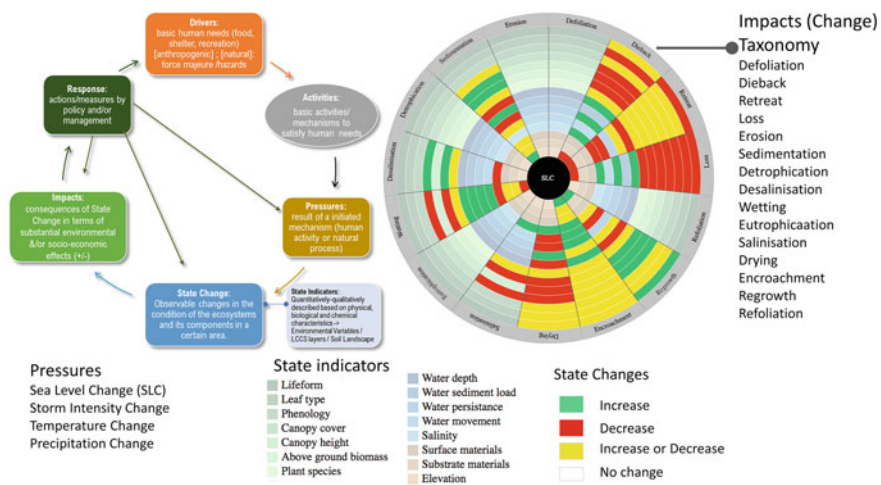 Drivers:
basic human needs (food,
shelter, recreation)
[anthropogenic] ; [natural]:
force majeure /hazards
Response:
actions/measures by
policy and/or
management
Activities:
basic activities/
mechanisms to
satisfy human needs
Impacts:
consequences of State
Change in terms of
substantial environmental
&/or socio-economic
effects (+/-)
Pressures:
result of a initiated
mechanism (human
activity or natural
process)
State Change:
Observable changes in the
condition of the ecosystems
and its components in a
certain area.
State Indicators:
Quantitatively-qualitatively
described based on physical,
biological and chemical
characteristics ->
Environmental Variables /
LCCS layers / Soil Landscape
Erosion
Defoliation
Dieback
Retreat
Loss
Refoliation
Regrowth
Encroachment
Drying
Salinisation
Eutrophication
Wetting
Desalinisation
Detrophication
Sedimentation
SLC
Impacts (Change)
Taxonomy
Defoliation
Dieback
Retreat
Loss
Erosion
Sedimentation
Detrophication
Desalinisation
Wetting
Eutrophicaation
Salinisation
Drying
Encroachment
Regrowth
Refoliation
Pressures
Sea Level Change (SLC)
Storm Intensity Change
Temperature Change
Precipitation Change
State indicators
Lifeform
Leaf type
Phenology
Canopy cover
Canopy height
Above ground biomass
Plant species
Water depth
Water sediment load
Water persistance
Water movement
Salinity
Surface materials
Substrate materials
Elevation
State Changes
Increase
Decrease
Increase or Decrease
No change